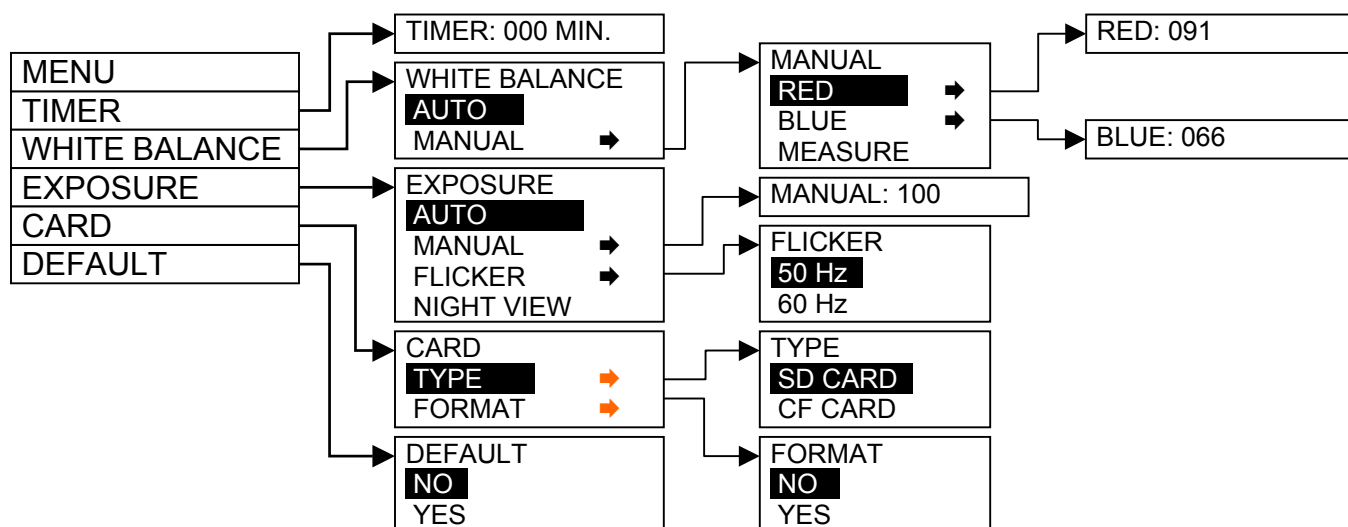 MENU
TIMER
WHITE BALANCE
EXPOSURE
CARD
DEFAULT
TIMER: 000 MIN.
WHITE BALANCE
AUTO
MANUAL
EXPOSURE
AUTO
MANUAL
FLICKER
NIGHT VIEW
CARD
TYPE
FORMAT
DEFAULT
NO
YES
MANUAL
RED
BLUE
MEASURE
MANUAL: 100
FLICKER
50 Hz
60 Hz
TYPE
SD CARD
CF CARD
FORMAT
NO
YES
RED: 091
BLUE: 066